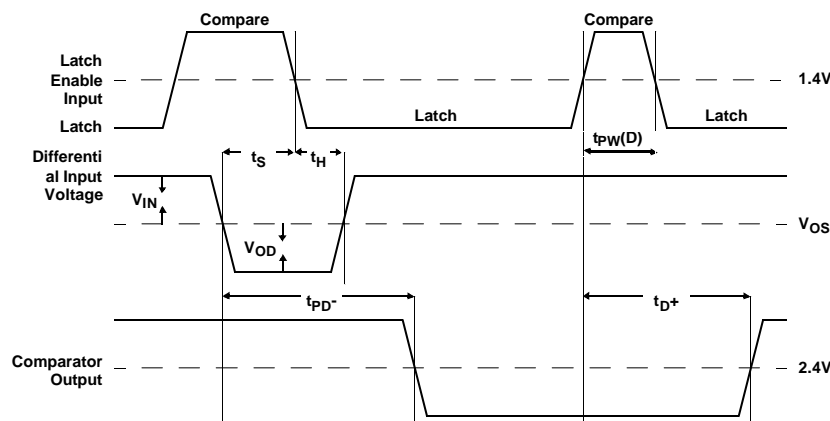 Compare
Compare
Latch
Enable
Input
1.4V
Latch
Latch
Latch
Differenti
al Input
Voltage
tS
tH
tPW(D)
VIN
VOS
VOD
tPD-
tD+
Comparator
Output
2.4V